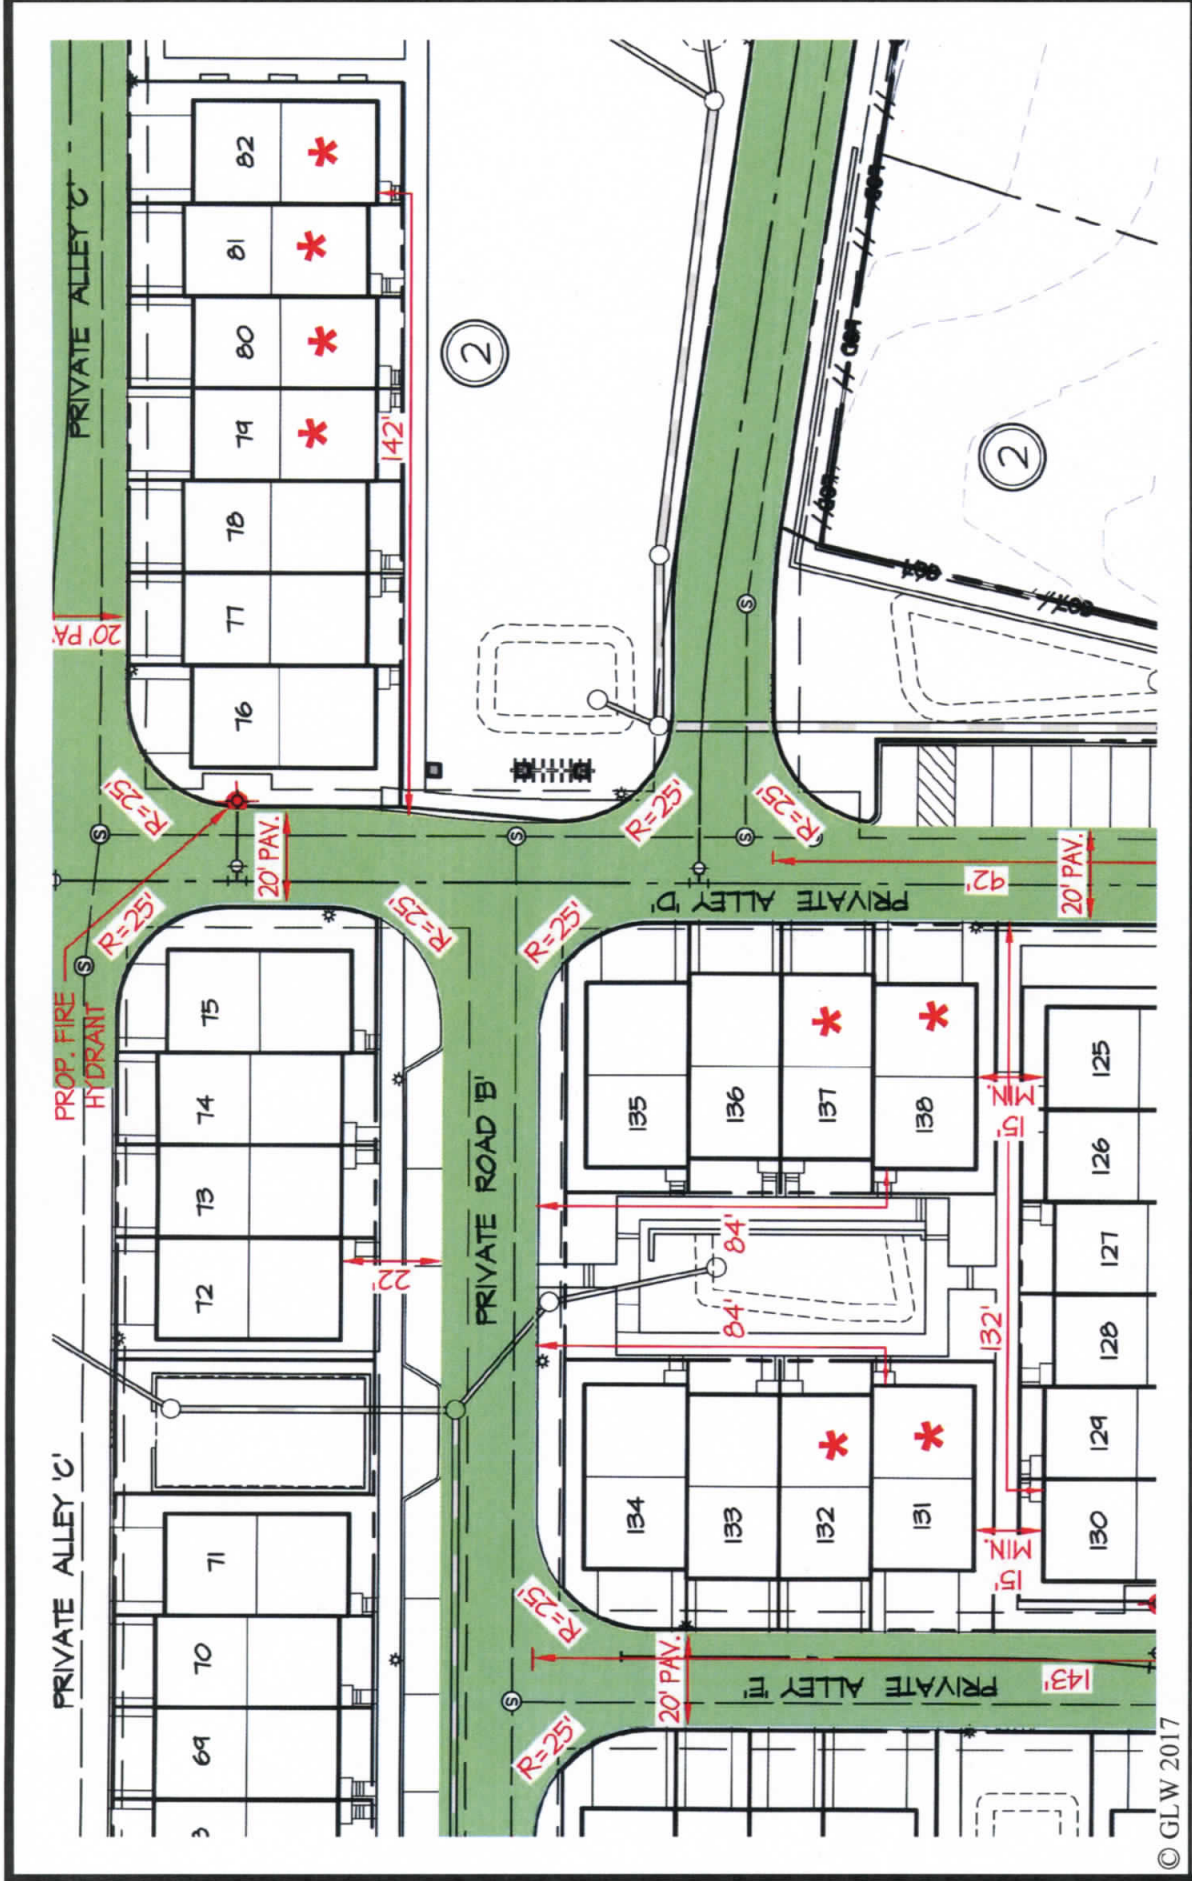 PRIVATE ALLEY 'C'
82
81
80
79
78
77
76
*
*
*
*
142'
2
2
20' PA
R=25'
R=25'
PROP. FIRE
HYDRANT
20' PAV.
R=25'
R=25'
R=25'
R=25'
PRIVATE ALLEY 'D'
92'
20' PAV.
S
S
S
S
S
S
75
74
73
72
22'
PRIVATE ROAD 'B'
135
136
137
*
138
*
84'
84'
15'
MIN.
132'
125
126
127
128
129
130
134
133
132
*
131
*
15'
MIN.
PRIVATE ALLEY 'C'
71
70
69
R=25'
R=25'
20' PAV.
PRIVATE ALLEY 'E'
143'
© GLW 2017